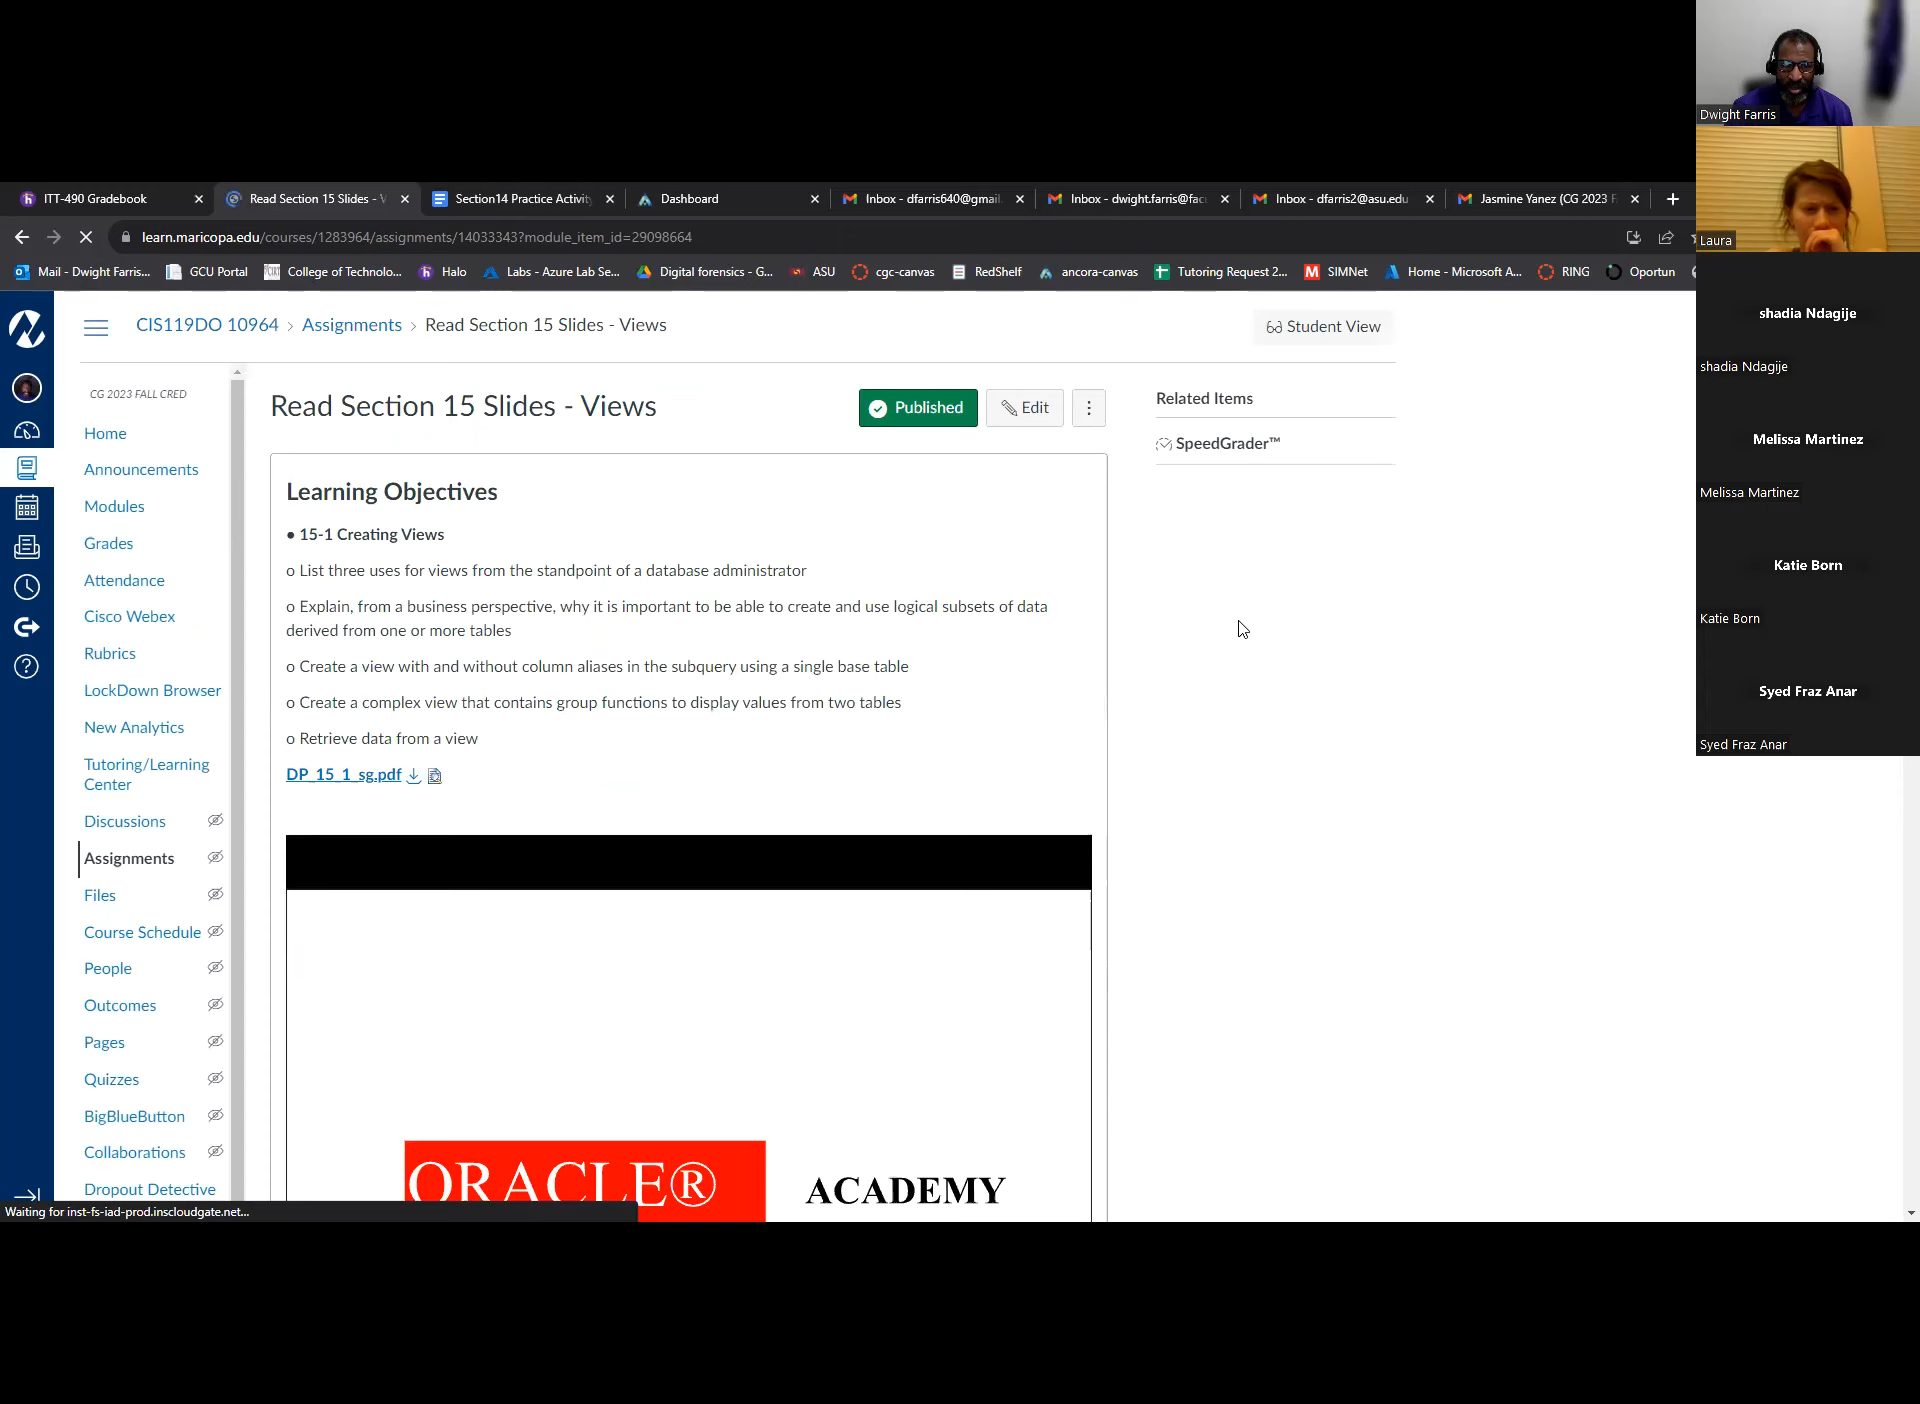 Dwight Farris
ITT-490 Gradebook
Read Section 15 Slides - V
Section14 Practice Activity
Dashboard
Inbox - dfarris640@gmail.
Inbox - dwight.farris@fac
Inbox - dfarris2@asu.edu
Jasmine Yanez (CG 2023 F
learn.maricopa.edu/courses/1283964/assignments/14033343?module_item_id=29098664
Laura
Mail - Dwight Farris...
GCU Portal
College of Technolo...
Halo
Labs - Azure Lab Se...
Digital forensics - G...
ASU
cgc-canvas
RedShelf
ancora-canvas
Tutoring Request 2...
SIMNet
Home - Microsoft A...
RING
Oportun
CIS119DO 10964 › Assignments › Read Section 15 Slides - Views
Student View
shadia Ndagije
shadia Ndagije
Melissa Martinez
Melissa Martinez
Katie Born
Katie Born
Syed Fraz Anar
Syed Fraz Anar
CG 2023 FALL CRED
Home
Announcements
Modules
Grades
Attendance
Cisco Webex
Rubrics
LockDown Browser
New Analytics
Tutoring/Learning
Center
Discussions
Assignments
Files
Course Schedule
People
Outcomes
Pages
Quizzes
BigBlueButton
Collaborations
Dropout Detective
Read Section 15 Slides - Views
Published
Edit
Related Items
SpeedGrader™
Learning Objectives
● 15-1 Creating Views
o List three uses for views from the standpoint of a database administrator
o Explain, from a business perspective, why it is important to be able to create and use logical subsets of data
derived from one or more tables
o Create a view with and without column aliases in the subquery using a single base table
o Create a complex view that contains group functions to display values from two tables
o Retrieve data from a view
DP_15_1_sg.pdf
ORACLE® ACADEMY
Waiting for inst-fs-iad-prod.inscloudgate.net...